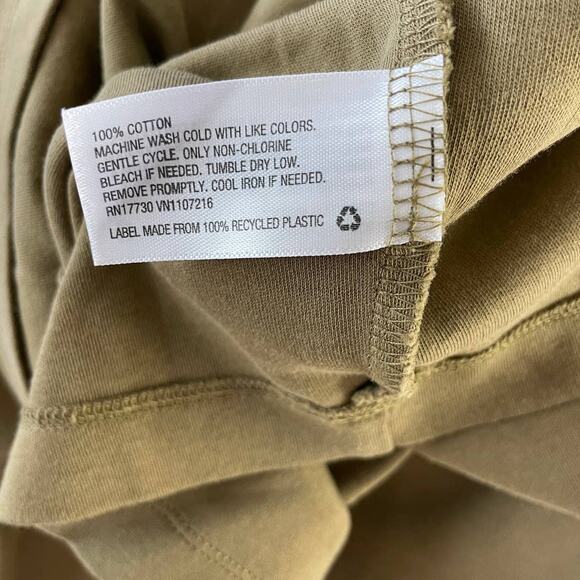 100% COTTON
MACHINE WASH COLD WITH LIKE COLORS.
GENTLE CYCLE. ONLY NON-CHLORINE
BLEACH IF NEEDED. TUMBLE DRY LOW.
REMOVE PROMPTLY. COOL IRON IF NEEDED.
RN17730 VN1107216
LABEL MADE FROM 100% RECYCLED PLASTIC